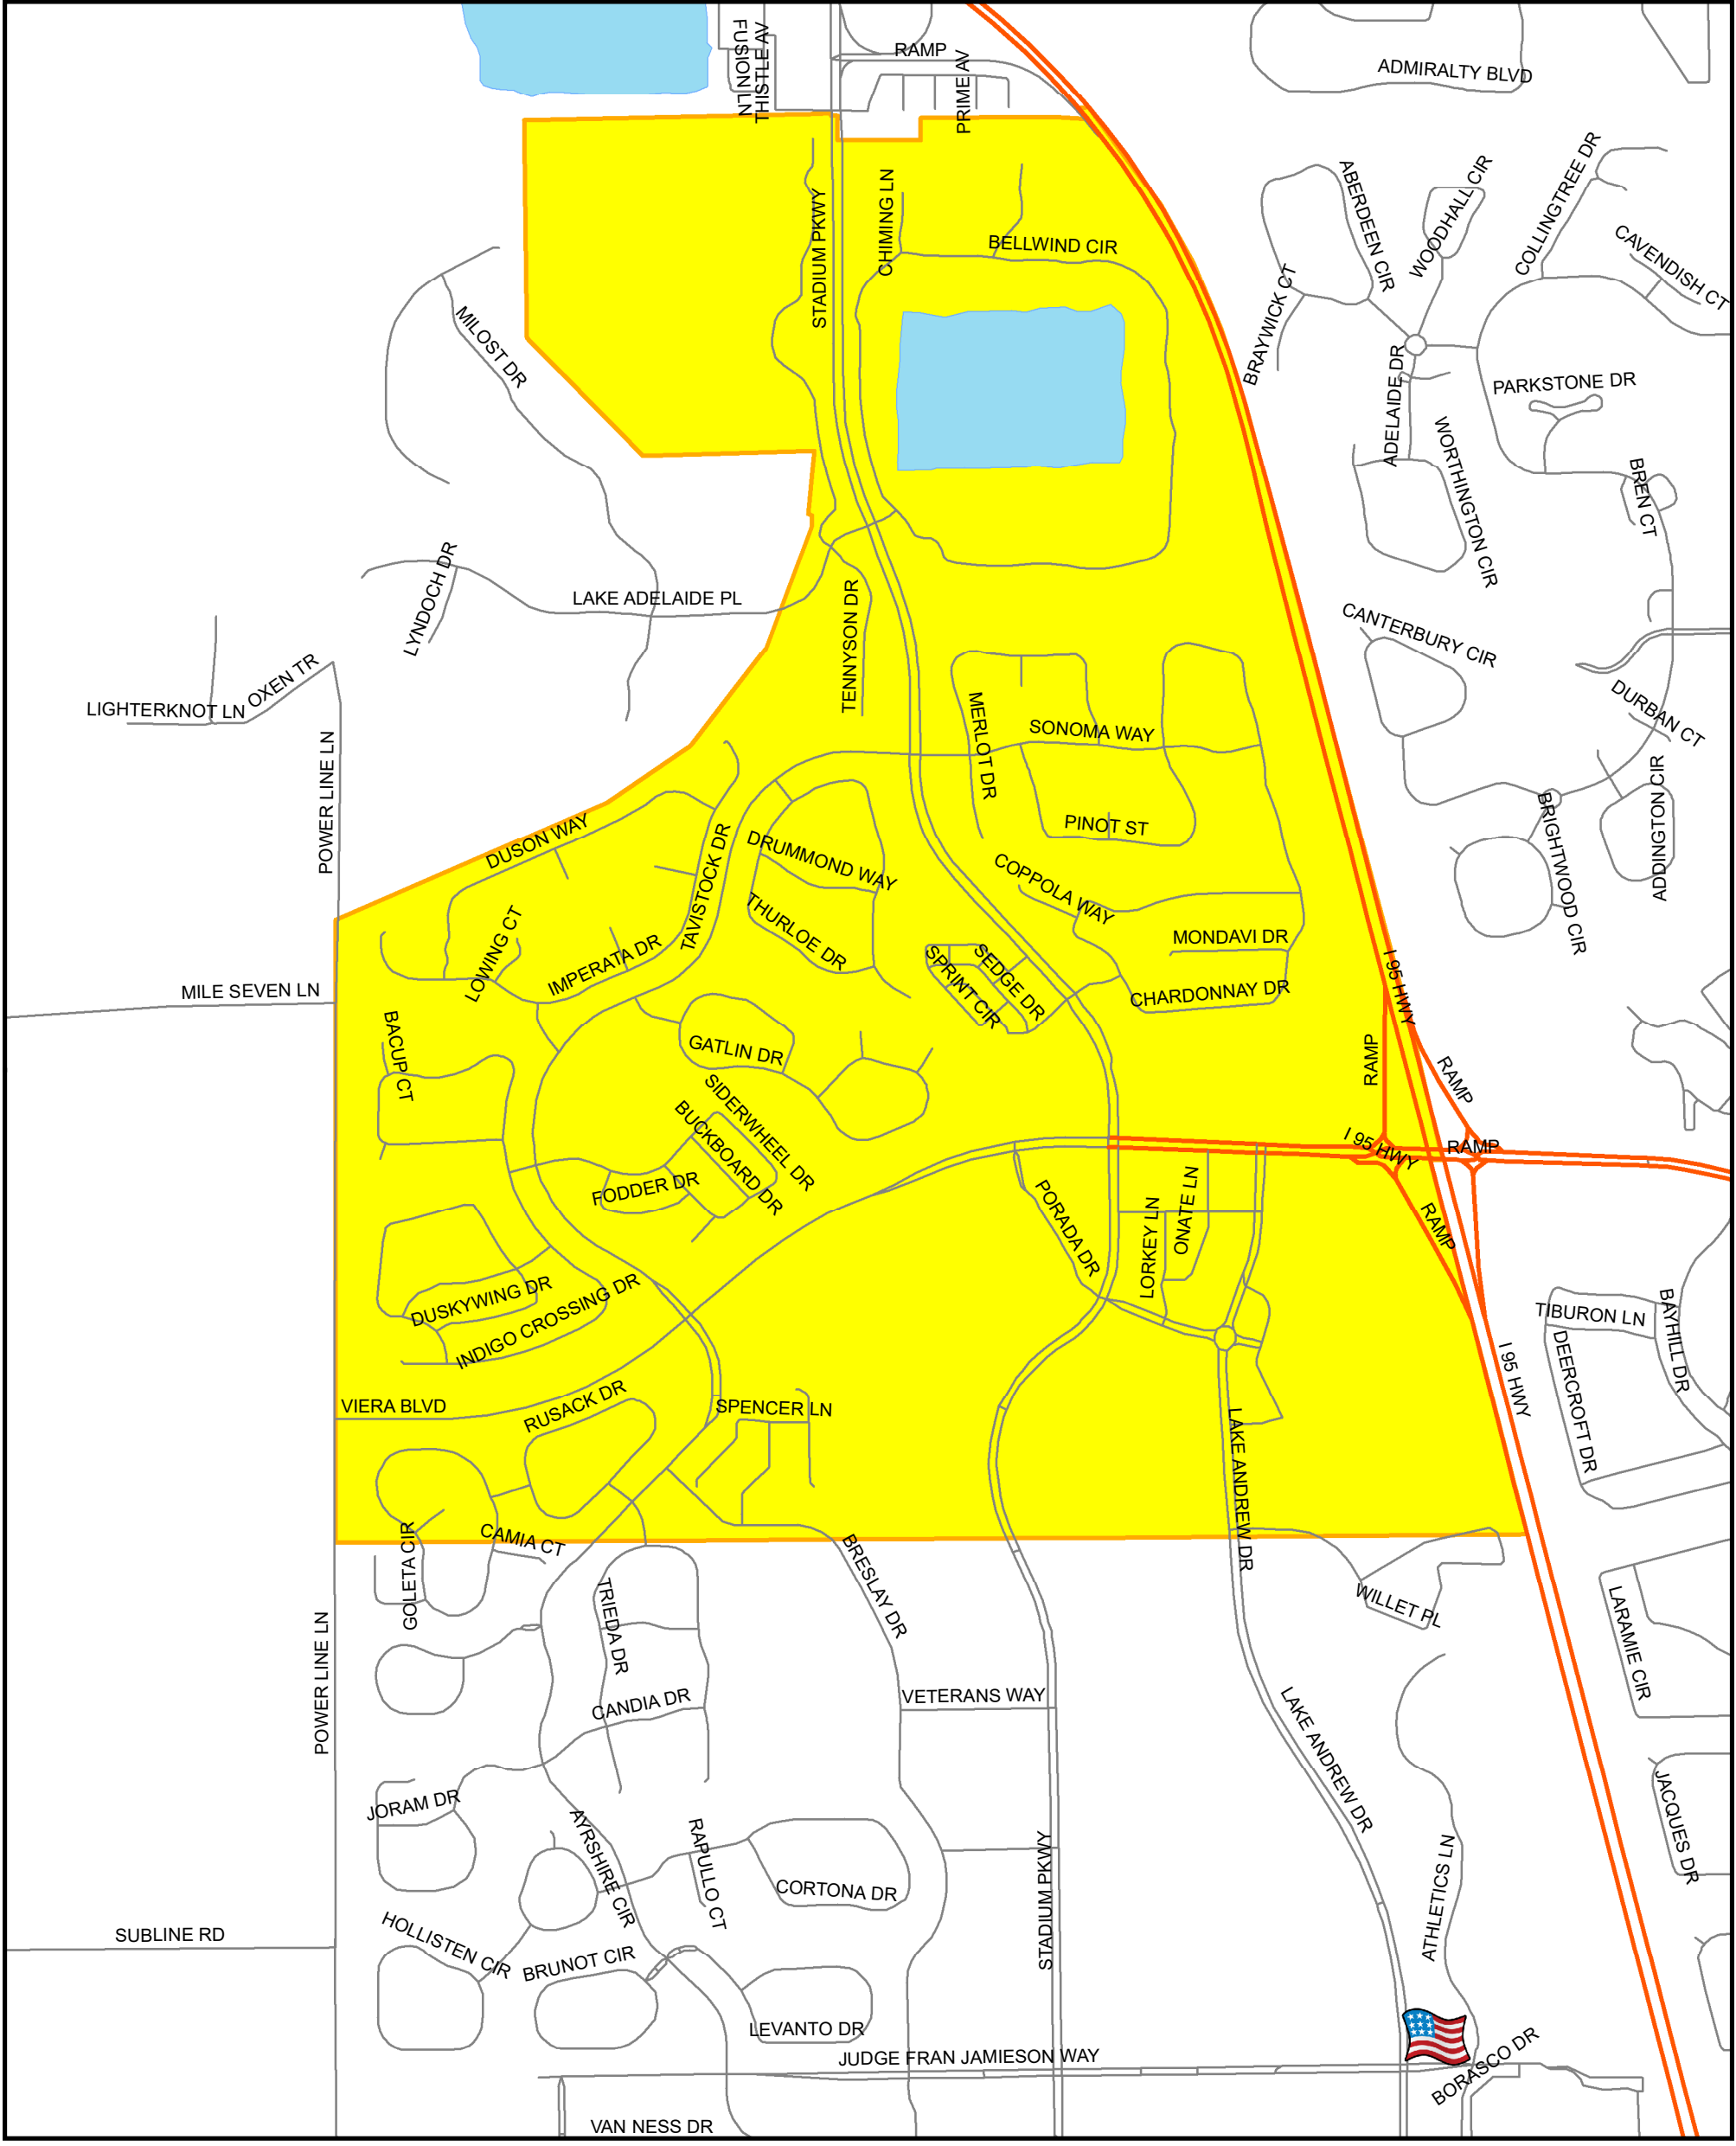 FUSION LN
THISTLE AV
RAMP
PRIME AV
ADMIRALTY BLVD
STADIUM PKWY
CHIMING LN
BELLWIND CIR
ABERDEEN CIR
WOODHALL CIR
COLLINGTREE DR
CAVENDISH CT
BRAYWICK CT
MILOST DR
ADELAIDE DR
PARKSTONE DR
WORTHINGTON CIR
BREN CT
LYNDOCH DR
LAKE ADELAIDE PL
TENNYSON DR
CANTERBURY CIR
OXEN TR
LIGHTERKNOT LN
DURBAN CT
MERLOT DR
SONOMA WAY
POWER LINE LN
ADDINGTON CIR
BRIGHTWOOD CIR
PINOT ST
DUSON WAY
TAVISTOCK DR
DRUMMOND WAY
COPPOLA WAY
THURLOE DR
LOWING CT
IMPERATA DR
SPRINT CIR
SEDGE DR
MONDAVI DR
CHARDONNAY DR
I 95 HWY
MILE SEVEN LN
BACUP CT
GATLIN DR
RAMP
RAMP
SIDERWHEEL DR
BUCKBOARD DR
FODDER DR
I 95 HWY
RAMP
PORADA DR
LORKEY LN
ONATE LN
RAMP
DUSKYWING DR
INDIGO CROSSING DR
TIBURON LN
BAYHILL DR
DEERCROFT DR
I 95 HWY
VIERA BLVD
RUSACK DR
SPENCER LN
LAKE ANDREW DR
GOLETA CIR
CAMIA CT
BRESLAY DR
TRIEDA DR
WILLET PL
LARAMIE CIR
POWER LINE LN
CANDIA DR
VETERANS WAY
LAKE ANDREW DR
JORAM DR
AYRSHIRE CIR
RAPULLO CT
CORTONA DR
STADIUM PKWY
ATHLETICS LN
JACQUES DR
SUBLINE RD
HOLLISTEN CIR
BRUNOT CIR
LEVANTO DR
JUDGE FRAN JAMIESON WAY
BORASCO DR
VAN NESS DR